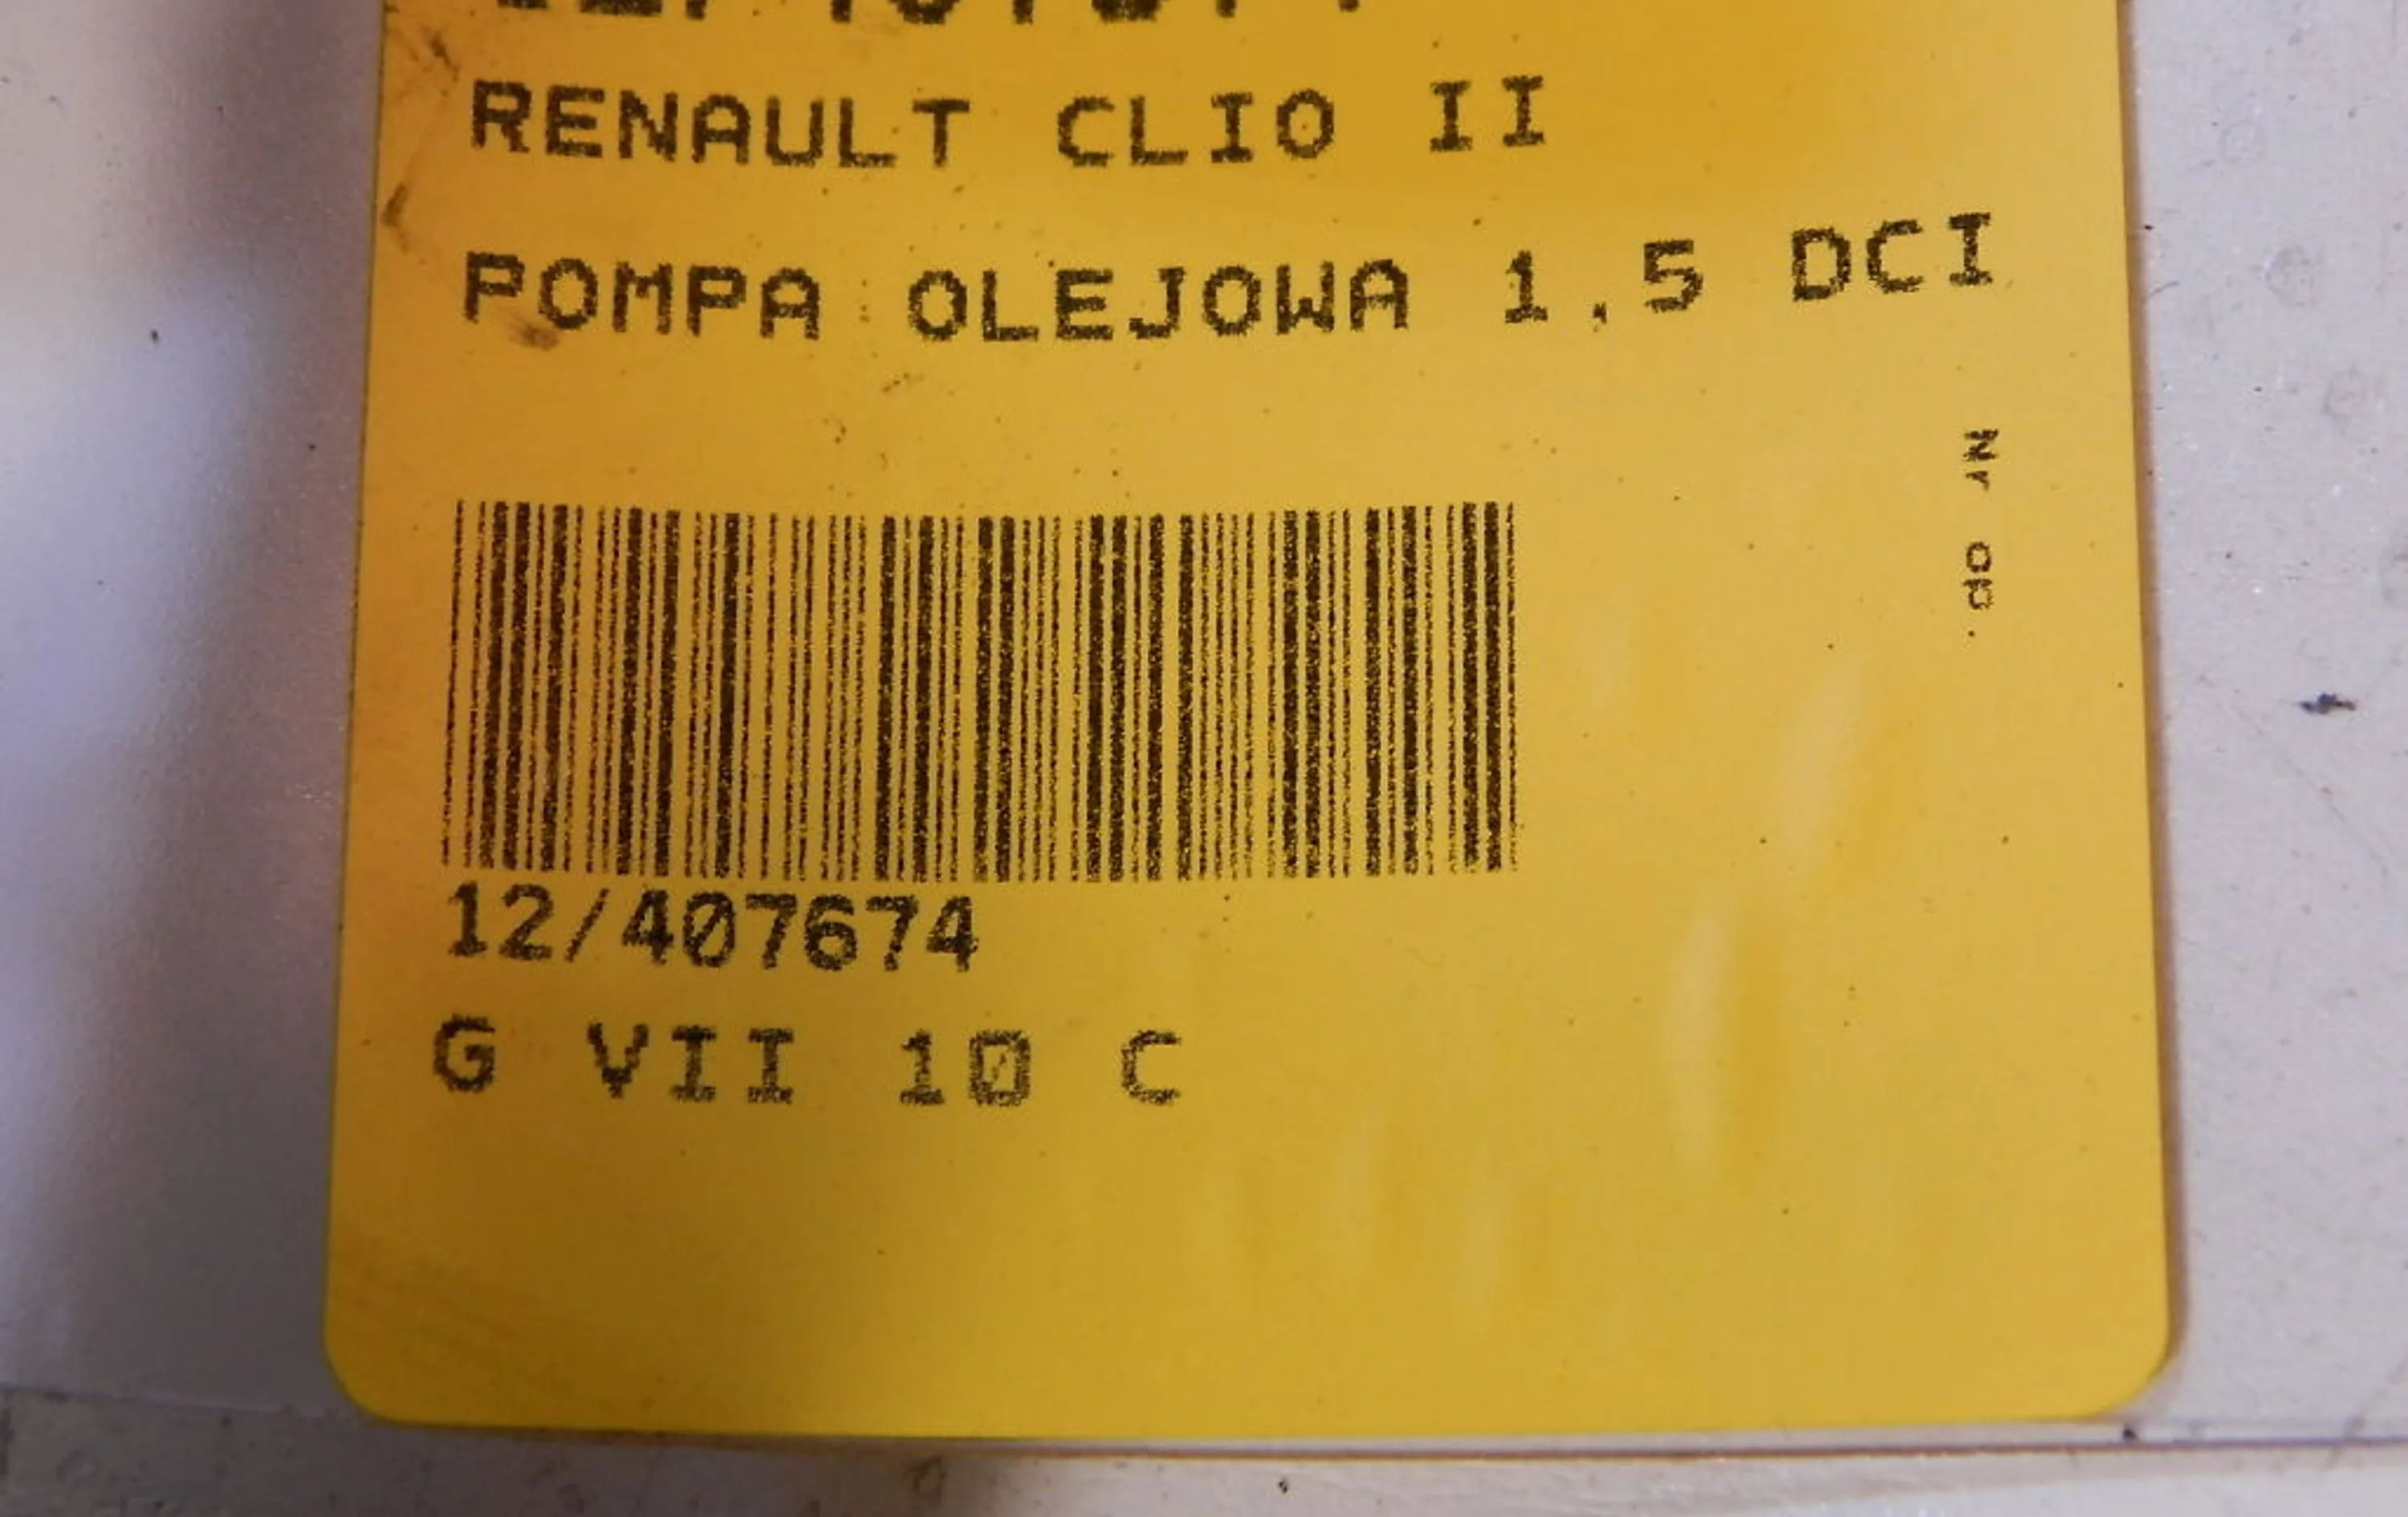 RENAULT CLIO II
POMPA OLEJOWA 1.5 DCI
Nr op.
12/407674
G VII 10 C